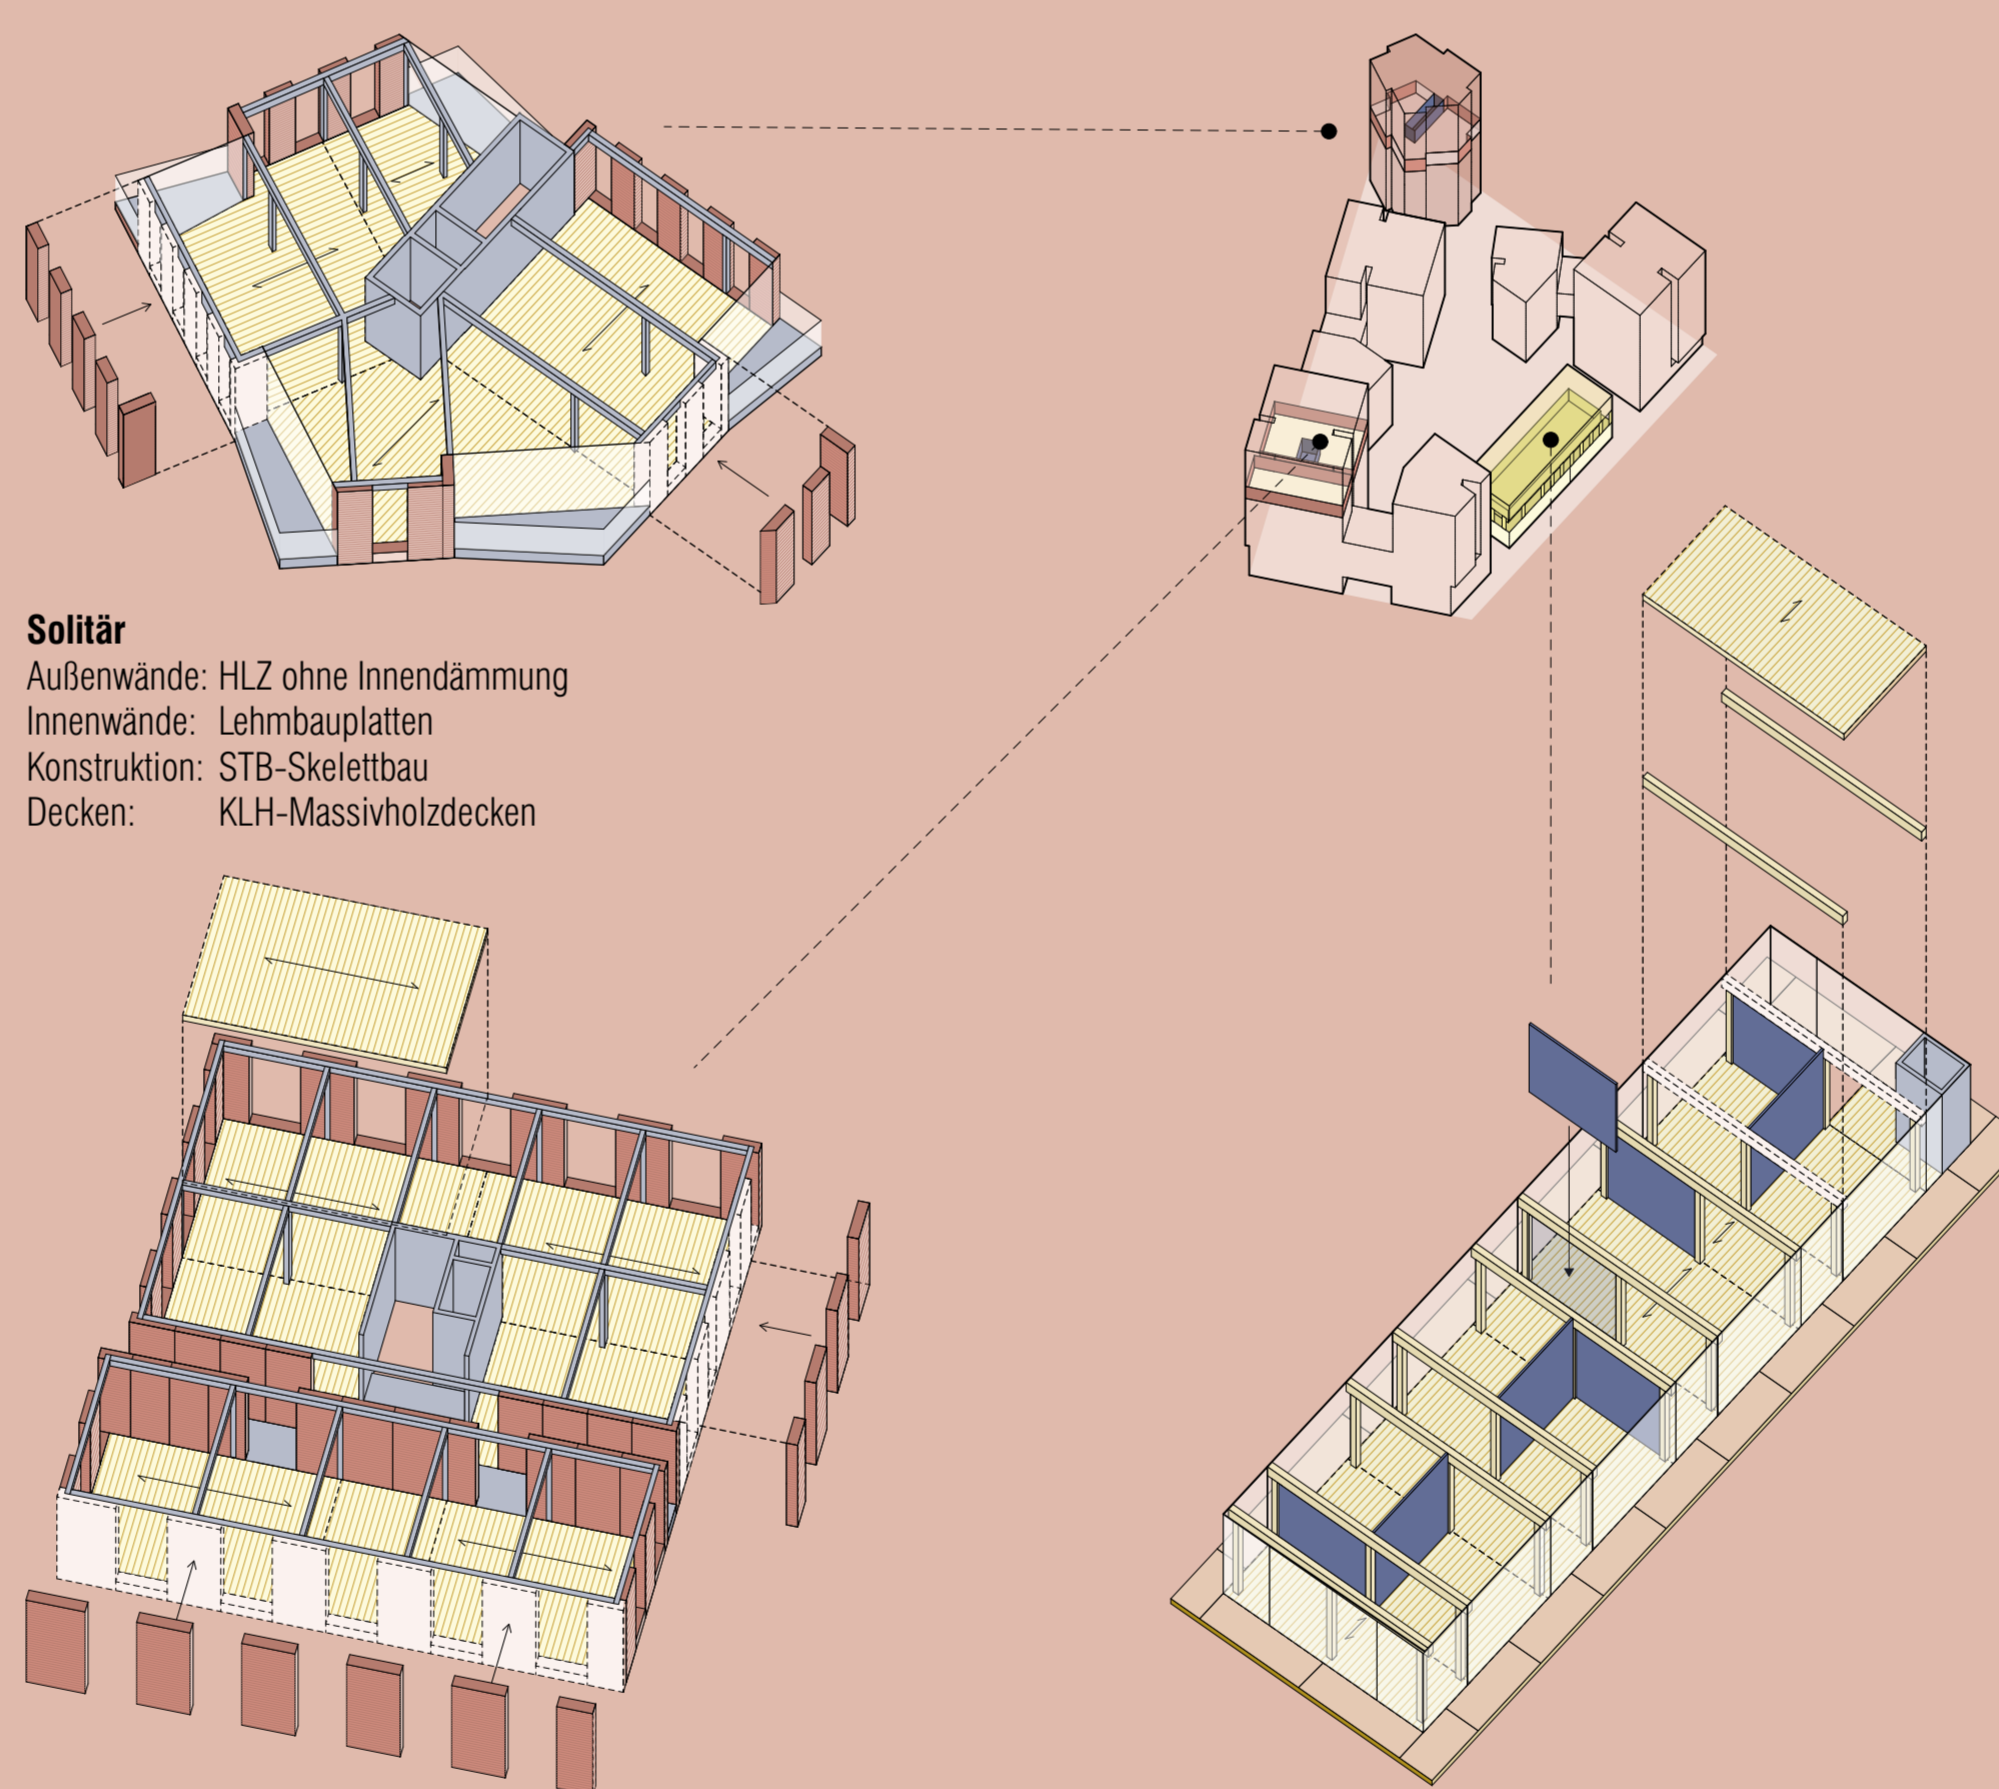 Solitär
Außenwände: HLZ ohne Innendämmung
Innenwände: Lehmbauplatten
Konstruktion: STB-Skelettbau
Decken: KLH-Massivholzdecken